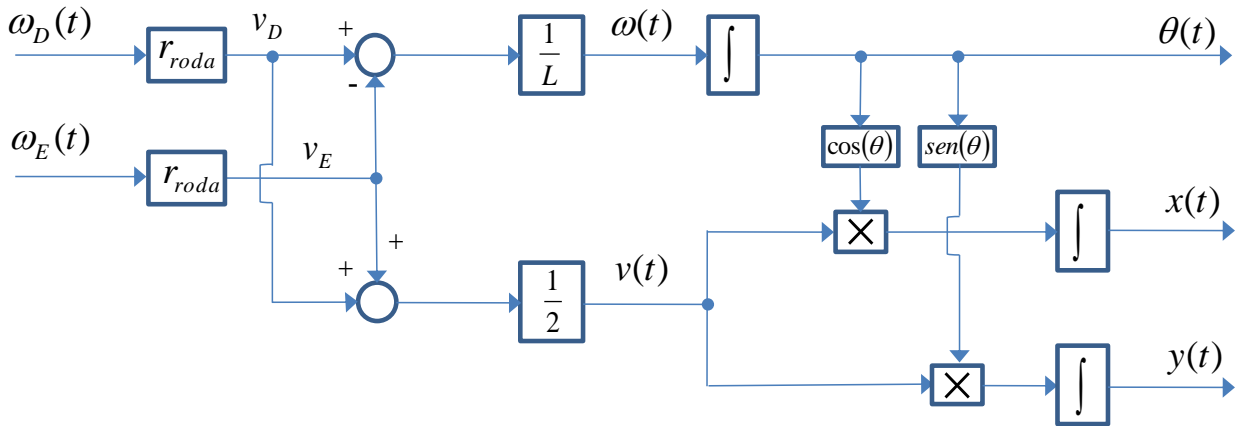 ω_D(t)
r_roda
v_D
+
-
1/L
ω(t)
∫
θ(t)
ω_E(t)
r_roda
v_E
cos(θ)
sen(θ)
+
+
1/2
v(t)
×
∫
x(t)
×
∫
y(t)